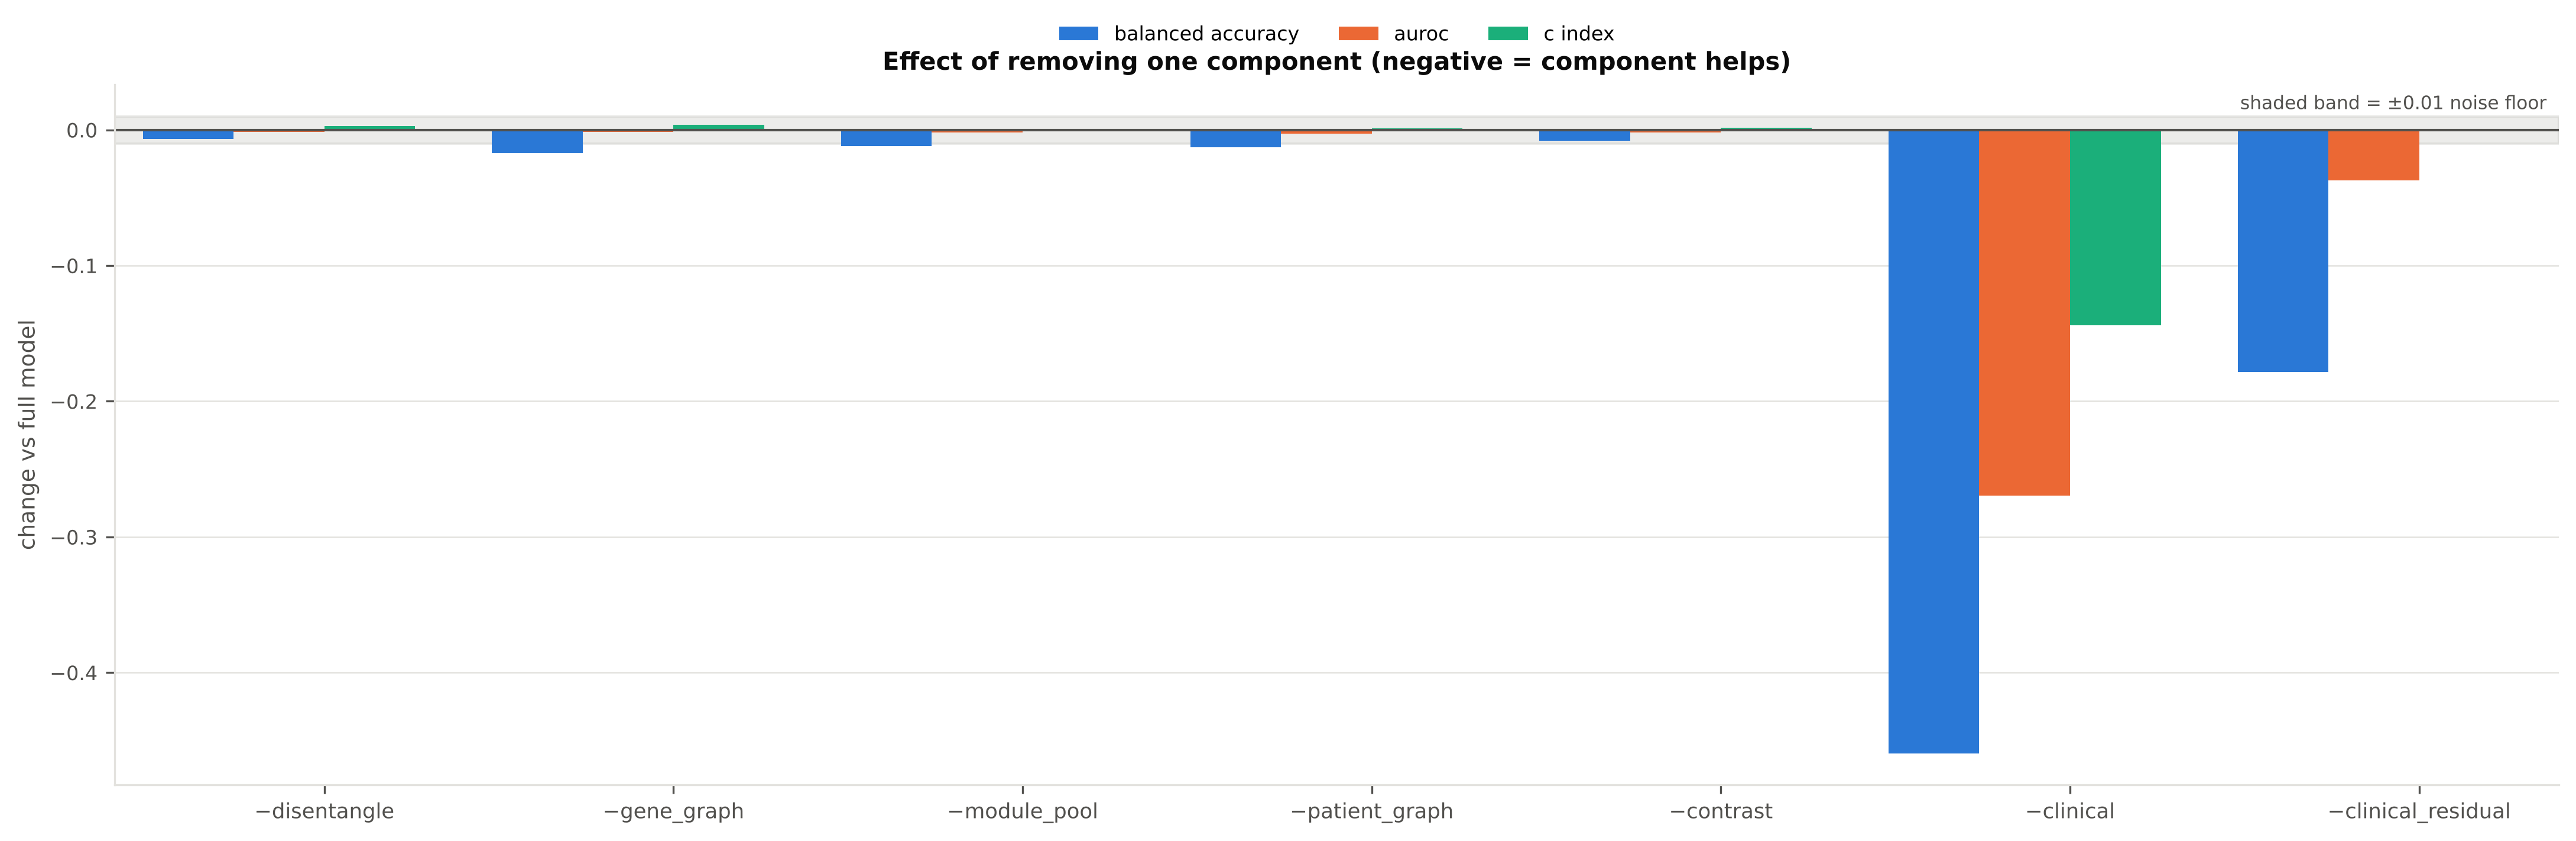 balanced accuracy auroc c index
Effect of removing one component (negative = component helps)
shaded band = ±0.01 noise floor
0.0
−0.1
−0.2
−0.3
−0.4
change vs full model
−disentangle −gene_graph −module_pool −patient_graph −contrast −clinical −clinical_residual